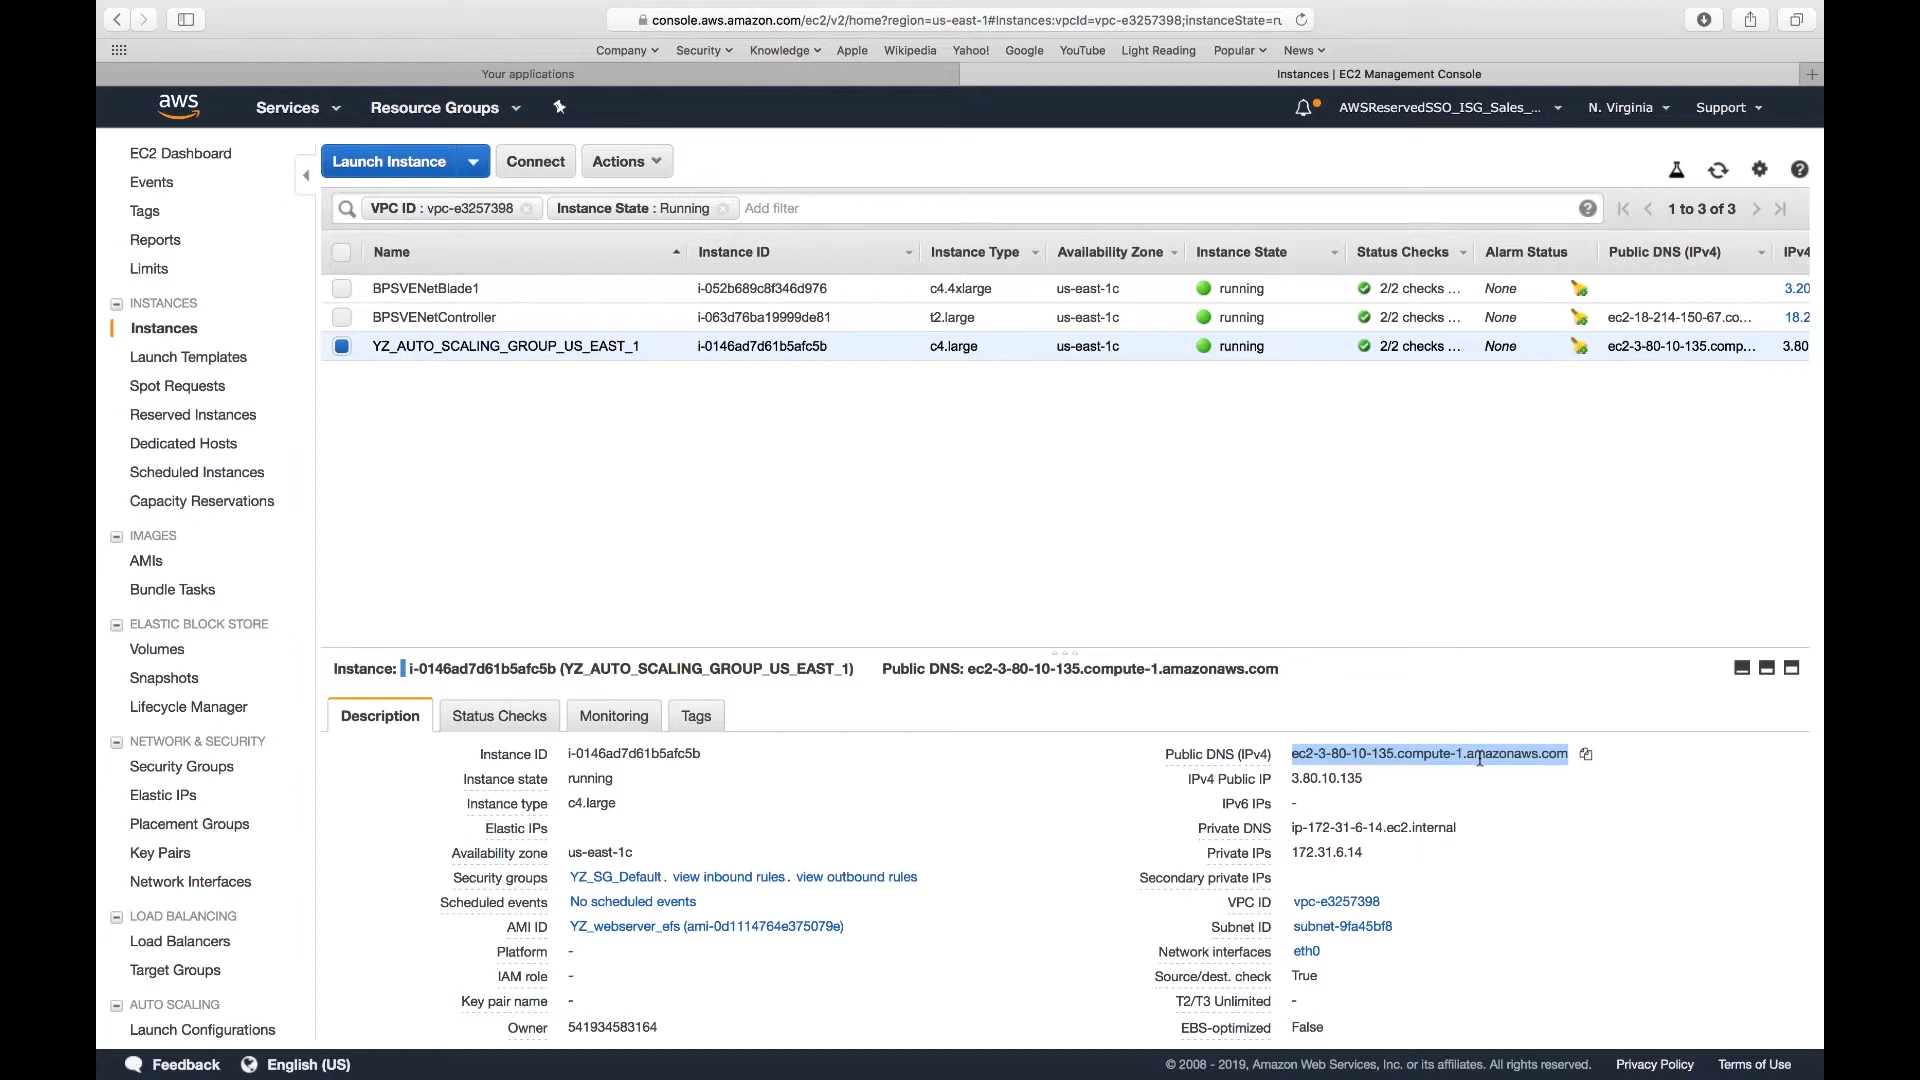 console.aws.amazon.com/ec2/v2/home?region=us-east-1#Instances:vpcId=vpc-e3257398;instanceState=ru
Company Security Knowledge Apple Wikipedia Yahoo! Google YouTube Light Reading Popular News
Your applications Instances | EC2 Management Console
aws Services Resource Groups AWSReservedSSO_ISG_Sales_... N. Virginia Support
EC2 Dashboard
Events
Tags
Reports
Limits
INSTANCES
Instances
Launch Templates
Spot Requests
Reserved Instances
Dedicated Hosts
Scheduled Instances
Capacity Reservations
IMAGES
AMIs
Bundle Tasks
ELASTIC BLOCK STORE
Volumes
Snapshots
Lifecycle Manager
NETWORK & SECURITY
Security Groups
Elastic IPs
Placement Groups
Key Pairs
Network Interfaces
LOAD BALANCING
Load Balancers
Target Groups
AUTO SCALING
Launch Configurations
Launch Instance Connect Actions
VPC ID : vpc-e3257398 Instance State : Running Add filter 1 to 3 of 3
Name Instance ID Instance Type Availability Zone Instance State Status Checks Alarm Status Public DNS (IPv4) IPv4
BPSVENetBlade1 i-052b689c8f346d976 c4.4xlarge us-east-1c running 2/2 checks ... None 3.20
BPSVENetController i-063d76ba19999de81 t2.large us-east-1c running 2/2 checks ... None ec2-18-214-150-67.co... 18.2
YZ_AUTO_SCALING_GROUP_US_EAST_1 i-0146ad7d61b5afc5b c4.large us-east-1c running 2/2 checks ... None ec2-3-80-10-135.comp... 3.80
Instance: i-0146ad7d61b5afc5b (YZ_AUTO_SCALING_GROUP_US_EAST_1) Public DNS: ec2-3-80-10-135.compute-1.amazonaws.com
Description Status Checks Monitoring Tags
Instance ID i-0146ad7d61b5afc5b Public DNS (IPv4) ec2-3-80-10-135.compute-1.amazonaws.com
Instance state running IPv4 Public IP 3.80.10.135
Instance type c4.large IPv6 IPs -
Elastic IPs Private DNS ip-172-31-6-14.ec2.internal
Availability zone us-east-1c Private IPs 172.31.6.14
Security groups YZ_SG_Default. view inbound rules. view outbound rules Secondary private IPs
Scheduled events No scheduled events VPC ID vpc-e3257398
AMI ID YZ_webserver_efs (ami-0d1114764e375079e) Subnet ID subnet-9fa45bf8
Platform - Network interfaces eth0
IAM role - Source/dest. check True
Key pair name - T2/T3 Unlimited -
Owner 541934583164 EBS-optimized False
Feedback English (US) © 2008 - 2019, Amazon Web Services, Inc. or its affiliates. All rights reserved. Privacy Policy Terms of Use